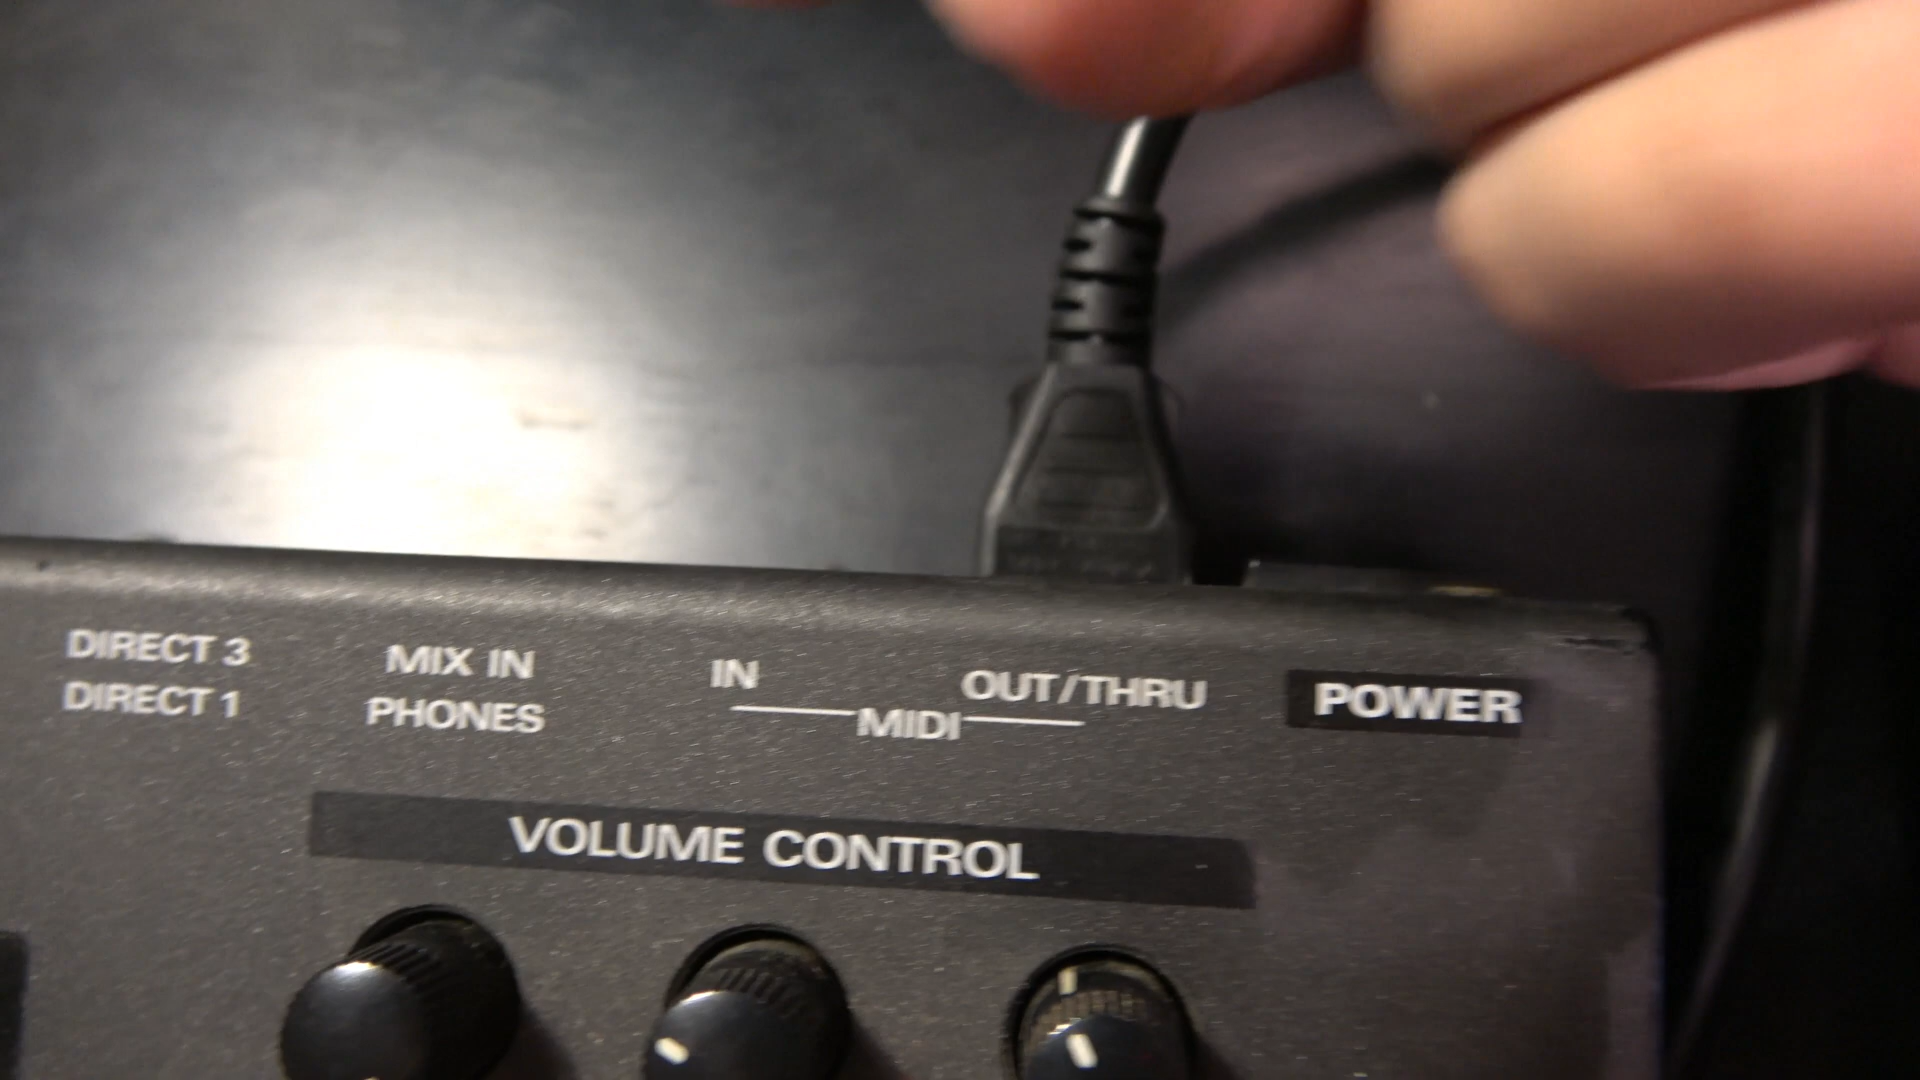 DIRECT 3
DIRECT 1
MIX IN
PHONES
IN
OUT/THRU
MIDI
POWER
VOLUME CONTROL